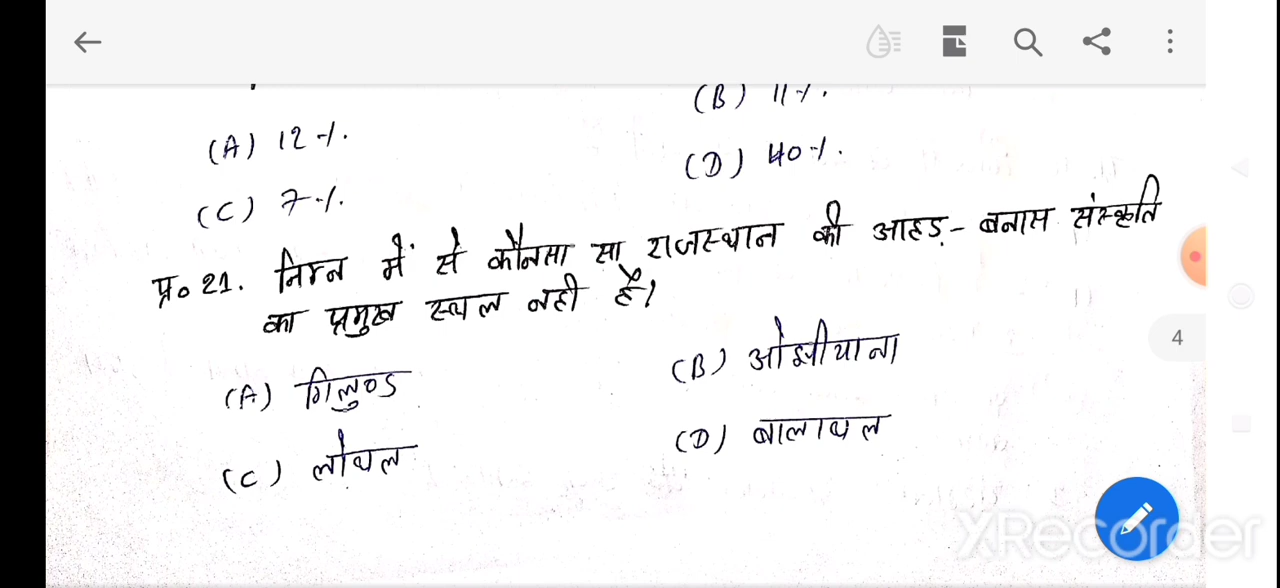 (B) 11%.
(A) 12%.
(D) 40%.
(C) 7%.
प्र० 21. निम्न में से कौनसा सा राजस्थान की आहड़ - बनास संस्कृति
का प्रमुख स्थल नही है।
(A) गिलुण्ड
(B) ओझीयाना
(C) लोथल
(D) बालाथल
4
XRecorder